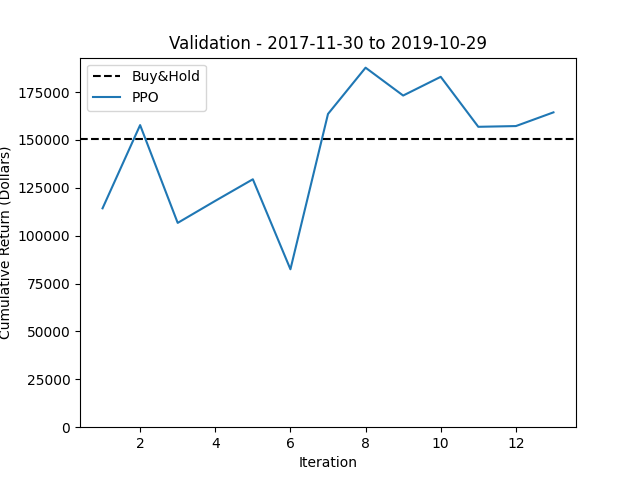 Validation - 2017-11-30 to 2019-10-29
Buy&Hold
PPO
175000
150000
125000
100000
75000
50000
25000
0
Cumulative Return (Dollars)
2 4 6 8 10 12
Iteration